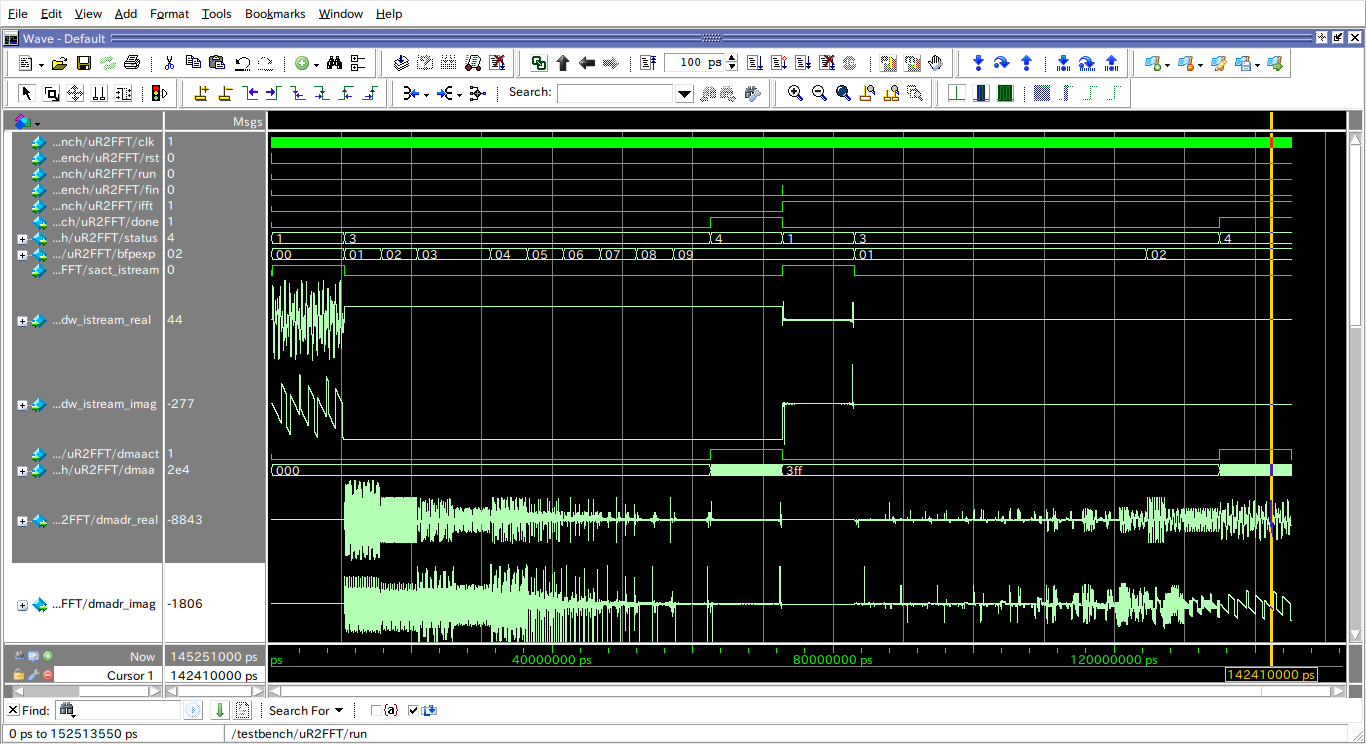 File Edit View Add Format Tools Bookmarks Window Help
Wave - Default
100 ps
Search:
Msgs
...nch/uR2FFT/clk 1
...ench/uR2FFT/rst 0
...nch/uR2FFT/run 0
...ench/uR2FFT/fin 0
...nch/uR2FFT/ifft 1
...ch/uR2FFT/done 1
...h/uR2FFT/status 4 1 3 4 1 3 4
.../uR2FFT/bfpexp 02 00 01 02 03 04 05 06 07 08 09 01 02
...FFT/sact_istream 0
...dw_istream_real 44
...dw_istream_imag -277
.../uR2FFT/dmaact 1
...h/uR2FFT/dmaa 2e4 000 3ff
...2FFT/dmadr_real -8843
...FFT/dmadr_imag -1806
Now 145251000 ps ps 40000000 ps 80000000 ps 120000000 ps
Cursor 1 142410000 ps 142410000 ps
Find: Search For {a}
0 ps to 152513550 ps /testbench/uR2FFT/run